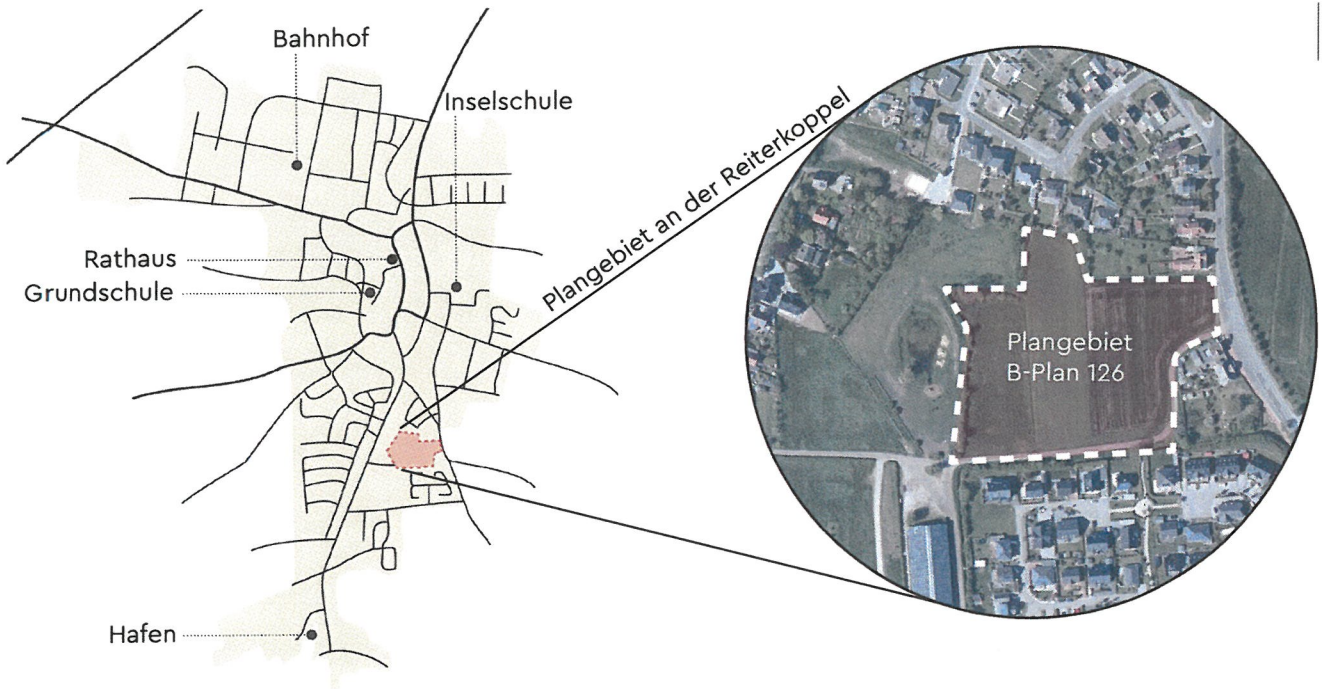 Bahnhof
Inselschule
Rathaus
Grundschule
Hafen
Plangebiet an der Reiterkoppel
Plangebiet
B-Plan 126